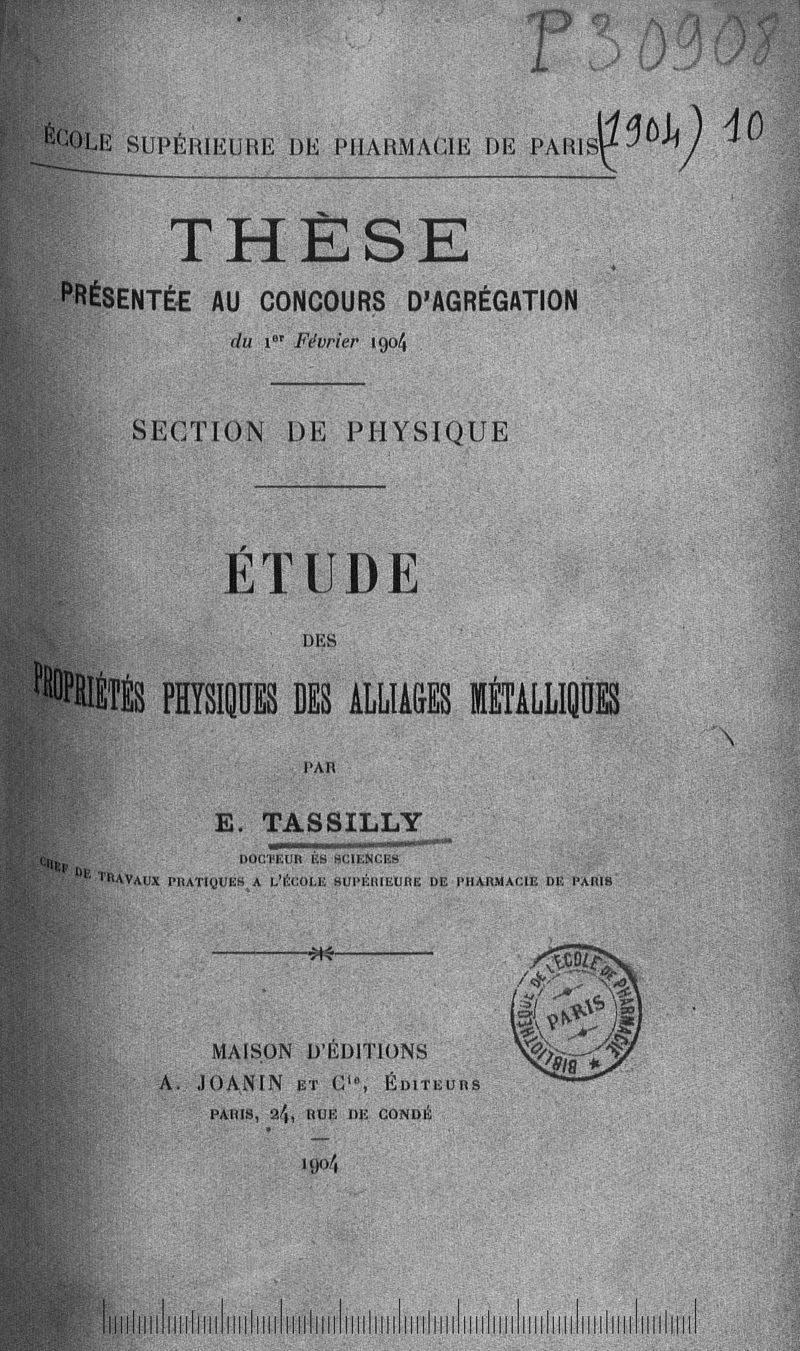 P30908
(1904) 10
ÉCOLE SUPÉRIEURE DE PHARMACIE DE PARIS
THÈSE
PRÉSENTÉE AU CONCOURS D'AGRÉGATION
du 1er Février 1904
SECTION DE PHYSIQUE
ÉTUDE
DES
PROPRIÉTÉS PHYSIQUES DES ALLIAGES MÉTALLIQUES
PAR
E. TASSILLY
DOCTEUR ÈS SCIENCES
CHEF DE TRAVAUX PRATIQUES A L'ÉCOLE SUPÉRIEURE DE PHARMACIE DE PARIS
BIBLIOTHÈQUE DE L'ÉCOLE DE PHARMACIE
PARIS
MAISON D'ÉDITIONS
A. JOANIN ET Cie, ÉDITEURS
PARIS, 24, RUE DE CONDÉ
1904